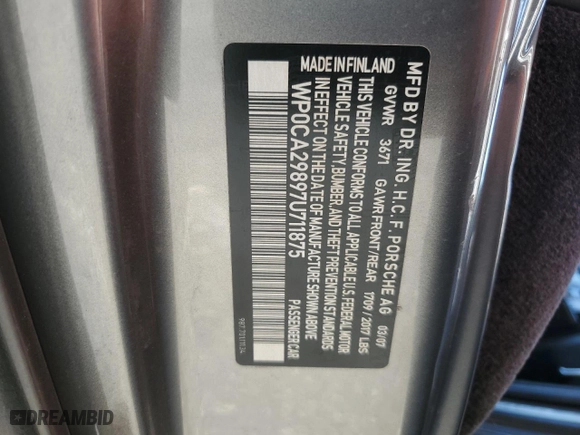 MFD BY DR. ING. H.C.F. PORSCHE AG 03/07
GVWR 3671 GAWR FRONT/REAR 1709 / 2017 LBS
THIS VEHICLE CONFORMS TO ALL APPLICABLE U.S. FEDERAL MOTOR
VEHICLE SAFETY, BUMPER, AND THEFT PREVENTION STANDARDS
IN EFFECT ON THE DATE OF MANUFACTURE SHOWN ABOVE
WP0CA29897U711875 PASSENGER CAR
MADE IN FINLAND
DREAMBID